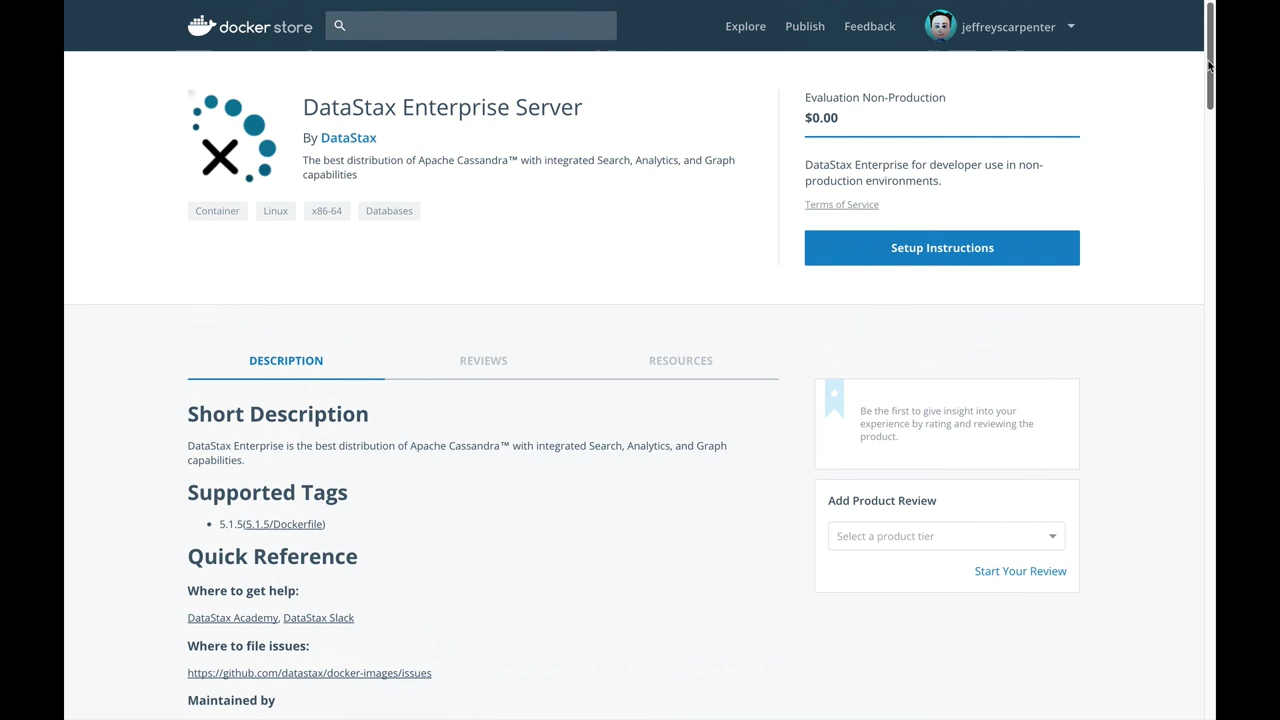 docker store
Explore
Publish
Feedback
jeffreyscarpenter
DataStax Enterprise Server
By DataStax
The best distribution of Apache Cassandra™ with integrated Search, Analytics, and Graph
capabilities
Container
Linux
x86-64
Databases
Evaluation Non-Production
$0.00
DataStax Enterprise for developer use in non-
production environments.
Terms of Service
Setup Instructions
DESCRIPTION
REVIEWS
RESOURCES
Short Description
DataStax Enterprise is the best distribution of Apache Cassandra™ with integrated Search, Analytics, and Graph
capabilities.
Supported Tags
• 5.1.5(5.1.5/Dockerfile)
Quick Reference
Where to get help:
DataStax Academy, DataStax Slack
Where to file issues:
https://github.com/datastax/docker-images/issues
Maintained by
Be the first to give insight into your
experience by rating and reviewing the
product.
Add Product Review
Select a product tier
Start Your Review